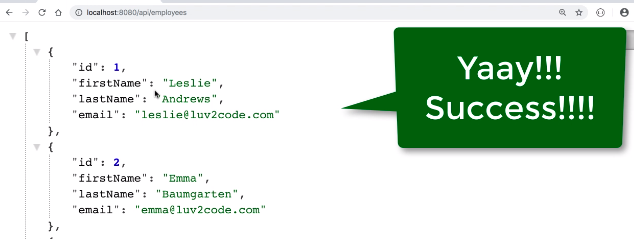 localhost:8080/api/employees
[
{
"id": 1,
"firstName": "Leslie",
"lastName": "Andrews",
"email": "leslie@luv2code.com"
},
{
"id": 2,
"firstName": "Emma",
"lastName": "Baumgarten",
"email": "emma@luv2code.com"
},
Yaay!!!
Success!!!!